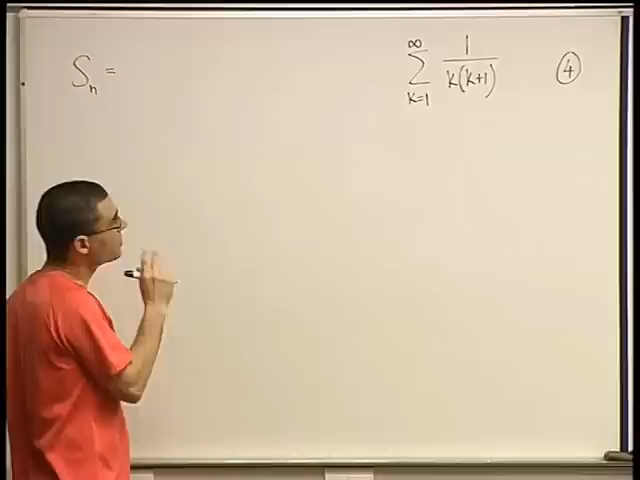 Sₙ =
∞
∑ 1/k(k+1) ④
k=1